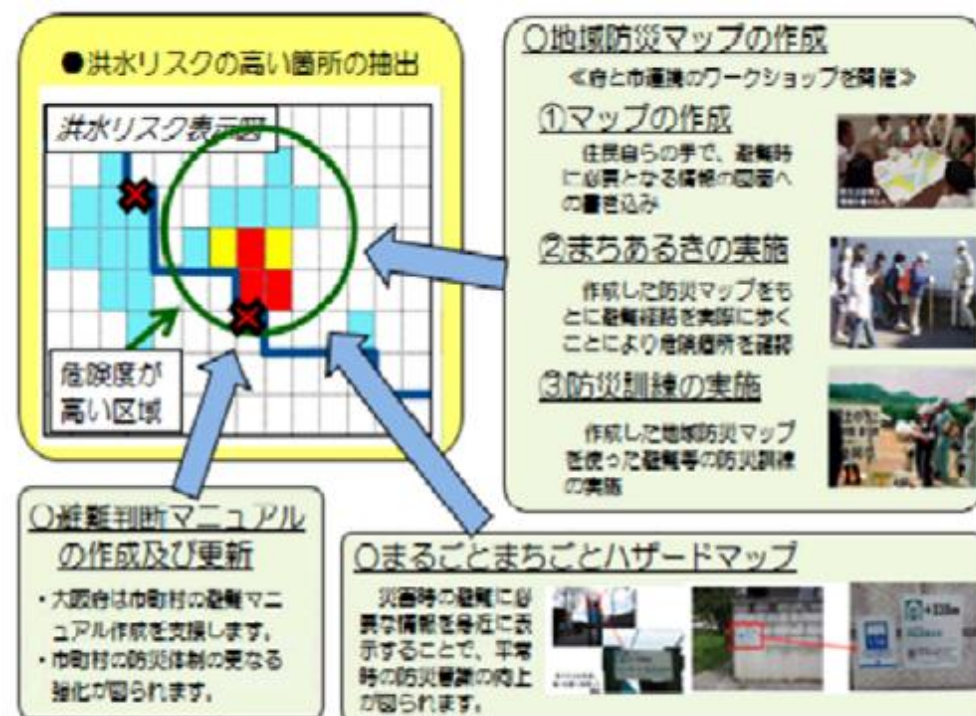 ●洪水リスクの高い箇所の抽出
洪水リスク表示図
危険度が
高い区域
〇地域防災マップの作成
≪府と市連携のワークショップを開催≫
①マップの作成
住民自らの手で、避難時
に必要となる情報の図面へ
の書き込み
②まちあるきの実施
作成した防災マップをも
とに避難経路を実際に歩く
ことにより危険箇所を確認
③防災訓練の実施
作成した地域防災マップ
を使った避難等の防災訓練
の実施
〇避難判断マニュアル
の作成及び更新
・大阪府は市町村の避難マニ
ュアル作成を支援します。
・市町村の防災体制の更なる
強化が図られます。
〇まるごとまちごとハザードマップ
災害時の避難に必
要な情報を身近に表
示することで、平常
時の防災意識の向上
が図られます。